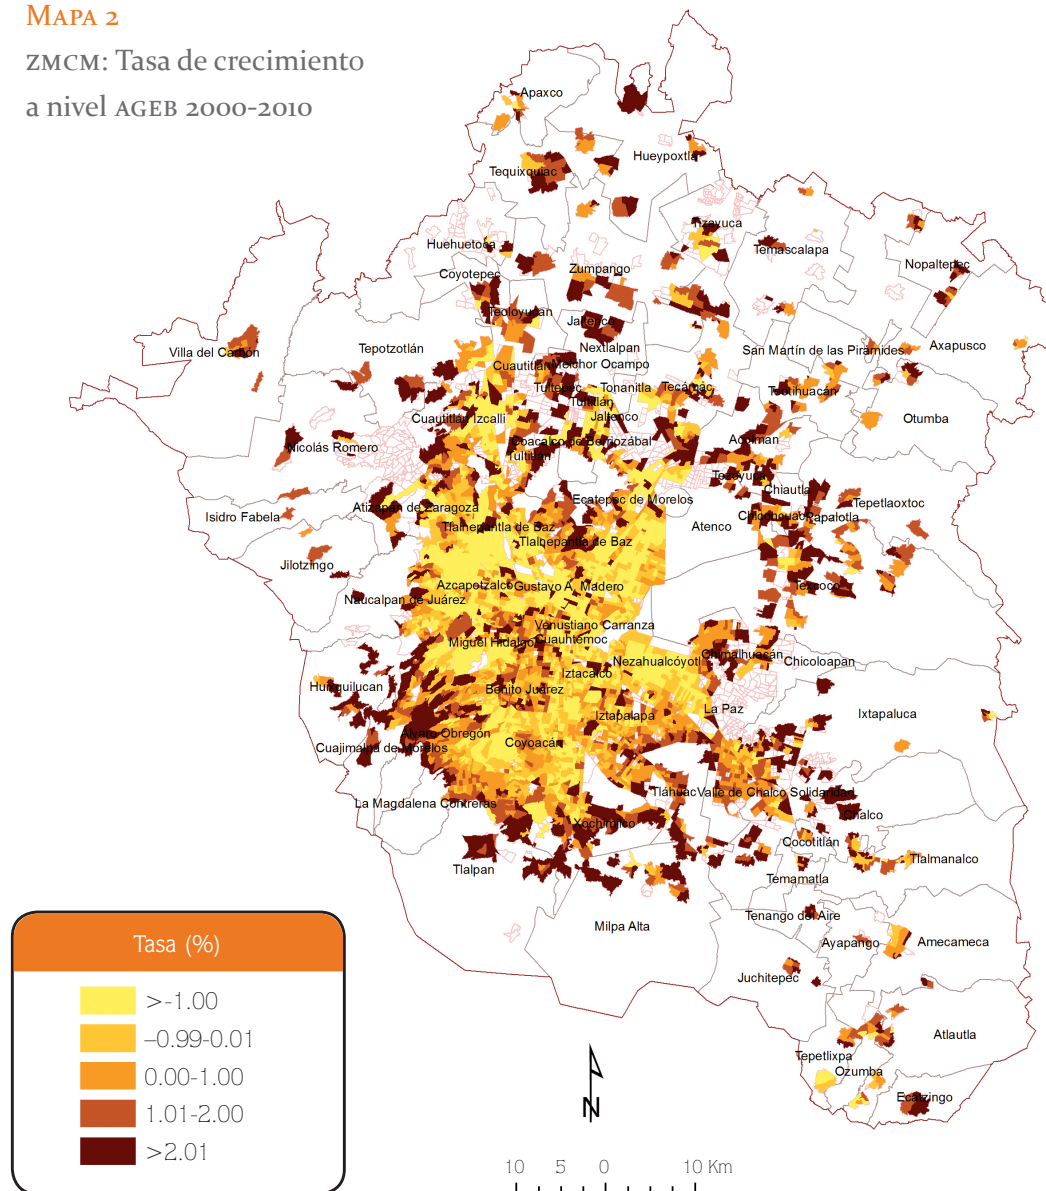 Mapa 2
ZMCM: Tasa de crecimiento
a nivel AGEB 2000-2010
Apaxco
Hueypoxtla
Tequixquiac
Tizayuca
Huehuetoca
Temascalapa
Coyotepec
Zumpango
Nopaltepec
Teoloyucan
Jaltenco
Villa del Carbón
Tepotzotlán
Nextlalpan
San Martín de las Pirámides
Axapusco
Cuautitlán
Melchor Ocampo
Tultepec
Tonanitla
Tecámac
Teotihuacán
Tultitlán
Cuautitlán Izcalli
Jaltenco
Otumba
Nicolás Romero
Coacalco de Berriozábal
Acolman
Tultitlán
Tezoyuca
Chiautla
Ecatepec de Morelos
Tepetlaoxtoc
Isidro Fabela
Atizapán de Zaragoza
Chiconcuac
Papalotla
Tlalnepantla de Baz
Atenco
Tlalnepantla de Baz
Jilotzingo
Azcapotzalco
Gustavo A. Madero
Texcoco
Naucalpan de Juárez
Venustiano Carranza
Miguel Hidalgo
Cuauhtémoc
Chimalhuacán
Nezahualcóyotl
Chicoloapan
Iztacalco
Huixquilucan
Benito Juárez
La Paz
Iztapalapa
Ixtapaluca
Alvaro Obregón
Coyoacán
Cuajimalpa de Morelos
Tláhuac
Valle de Chalco Solidaridad
La Magdalena Contreras
Chalco
Xochimilco
Cocotitlán
Tlalpan
Tlalmanalco
Temamatla
Tenango del Aire
Milpa Alta
Ayapango
Amecameca
Juchitepec
Atlautla
Tepetlixpa
Ozumba
Ecatzingo
Tasa (%)
>-1.00
–0.99-0.01
0.00-1.00
1.01-2.00
>2.01
N
10 5 0 10 Km